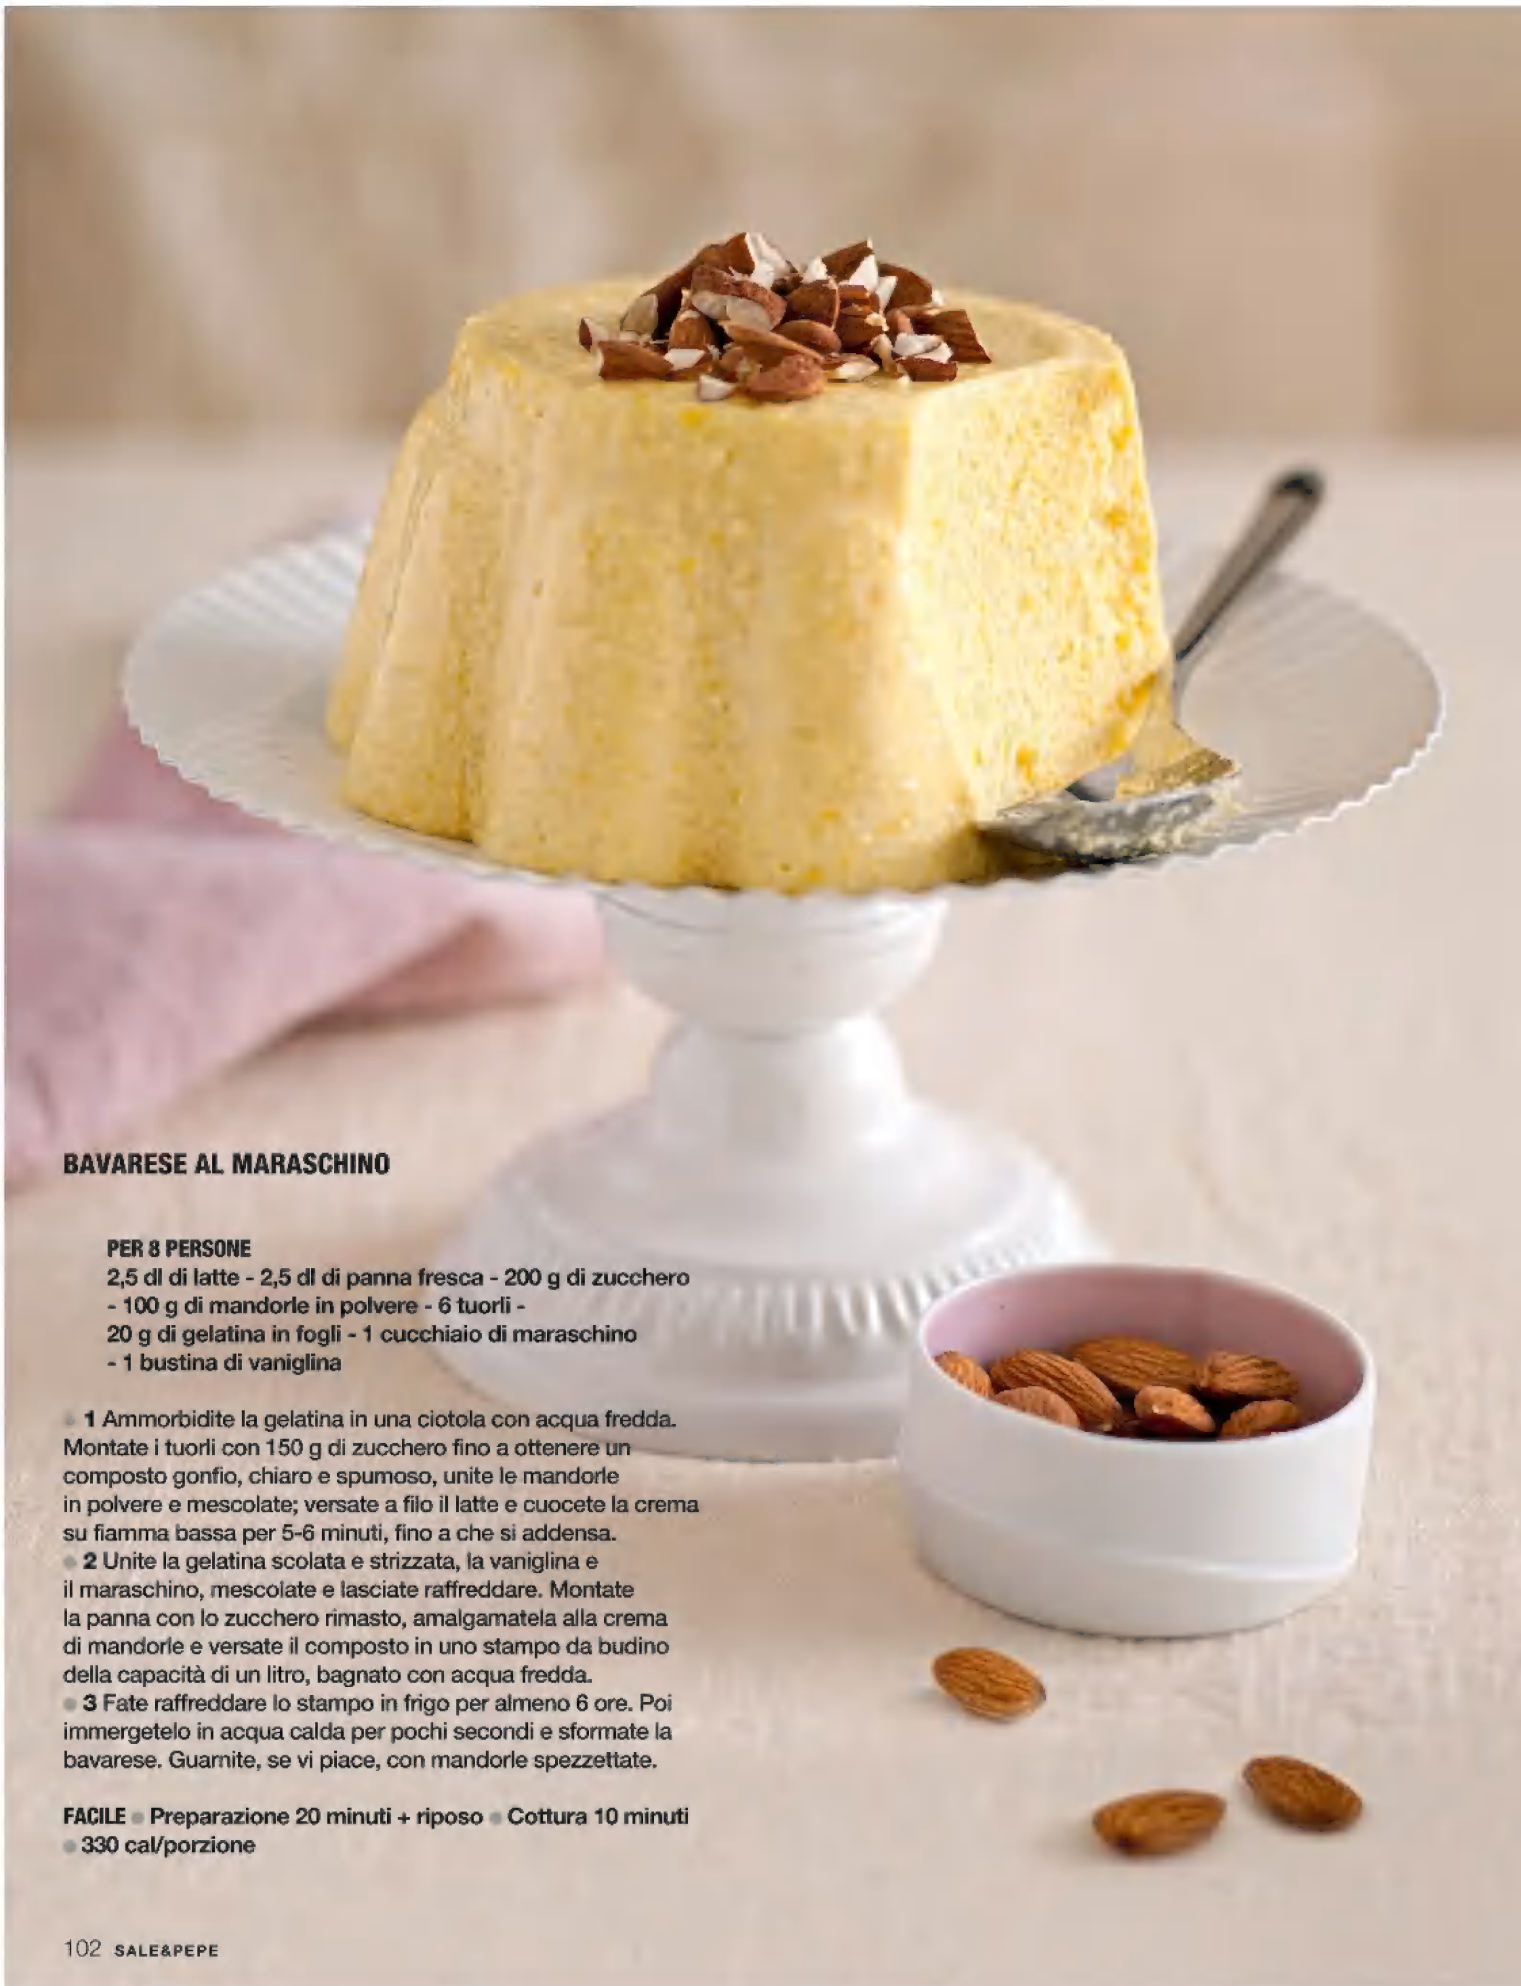 BAVARESE AL MARASCHINO
PER 8 PERSONE
2,5 dl di latte - 2,5 dl di panna fresca - 200 g di zucchero
- 100 g di mandorle in polvere - 6 tuorli -
20 g di gelatina in fogli - 1 cucchiaio di maraschino
- 1 bustina di vaniglina
● 1 Ammorbidite la gelatina in una ciotola con acqua fredda.
Montate i tuorli con 150 g di zucchero fino a ottenere un
composto gonfio, chiaro e spumoso, unite le mandorle
in polvere e mescolate; versate a filo il latte e cuocete la crema
su fiamma bassa per 5-6 minuti, fino a che si addensa.
● 2 Unite la gelatina scolata e strizzata, la vaniglina e
il maraschino, mescolate e lasciate raffreddare. Montate
la panna con lo zucchero rimasto, amalgamatela alla crema
di mandorle e versate il composto in uno stampo da budino
della capacità di un litro, bagnato con acqua fredda.
● 3 Fate raffreddare lo stampo in frigo per almeno 6 ore. Poi
immergetelo in acqua calda per pochi secondi e sformate la
bavarese. Guarnite, se vi piace, con mandorle spezzettate.
FACILE ● Preparazione 20 minuti + riposo ● Cottura 10 minuti
● 330 cal/porzione
102 SALE&PEPE